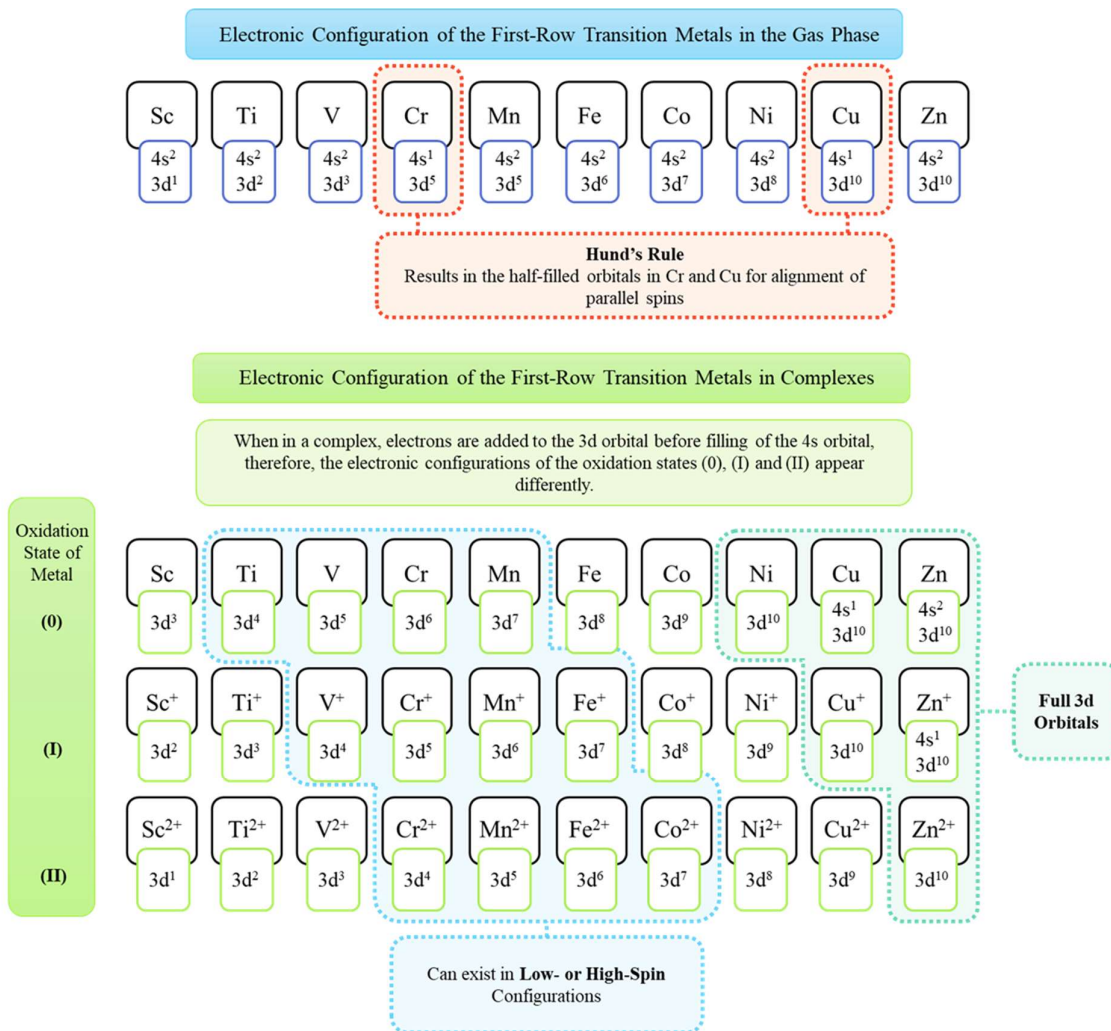 Electronic Configuration of the First-Row Transition Metals in the Gas Phase
Sc Ti V Cr Mn Fe Co Ni Cu Zn
4s² 4s² 4s² 4s¹ 4s² 4s² 4s² 4s² 4s¹ 4s²
3d¹ 3d² 3d³ 3d⁵ 3d⁵ 3d⁶ 3d⁷ 3d⁸ 3d¹⁰ 3d¹⁰
Hund's Rule
Results in the half-filled orbitals in Cr and Cu for alignment of
parallel spins
Electronic Configuration of the First-Row Transition Metals in Complexes
When in a complex, electrons are added to the 3d orbital before filling of the 4s orbital,
therefore, the electronic configurations of the oxidation states (0), (I) and (II) appear
differently.
Oxidation
State of
Metal
Sc Ti V Cr Mn Fe Co Ni Cu Zn
(0)
3d³ 3d⁴ 3d⁵ 3d⁶ 3d⁷ 3d⁸ 3d⁹ 3d¹⁰ 4s¹ 4s²
3d¹⁰ 3d¹⁰
Sc⁺ Ti⁺ V⁺ Cr⁺ Mn⁺ Fe⁺ Co⁺ Ni⁺ Cu⁺ Zn⁺
(I)
3d² 3d³ 3d⁴ 3d⁵ 3d⁶ 3d⁷ 3d⁸ 3d⁹ 3d¹⁰ 4s¹
3d¹⁰
Full 3d
Orbitals
Sc²⁺ Ti²⁺ V²⁺ Cr²⁺ Mn²⁺ Fe²⁺ Co²⁺ Ni²⁺ Cu²⁺ Zn²⁺
(II)
3d¹ 3d² 3d³ 3d⁴ 3d⁵ 3d⁶ 3d⁷ 3d⁸ 3d⁹ 3d¹⁰
Can exist in Low- or High-Spin
Configurations